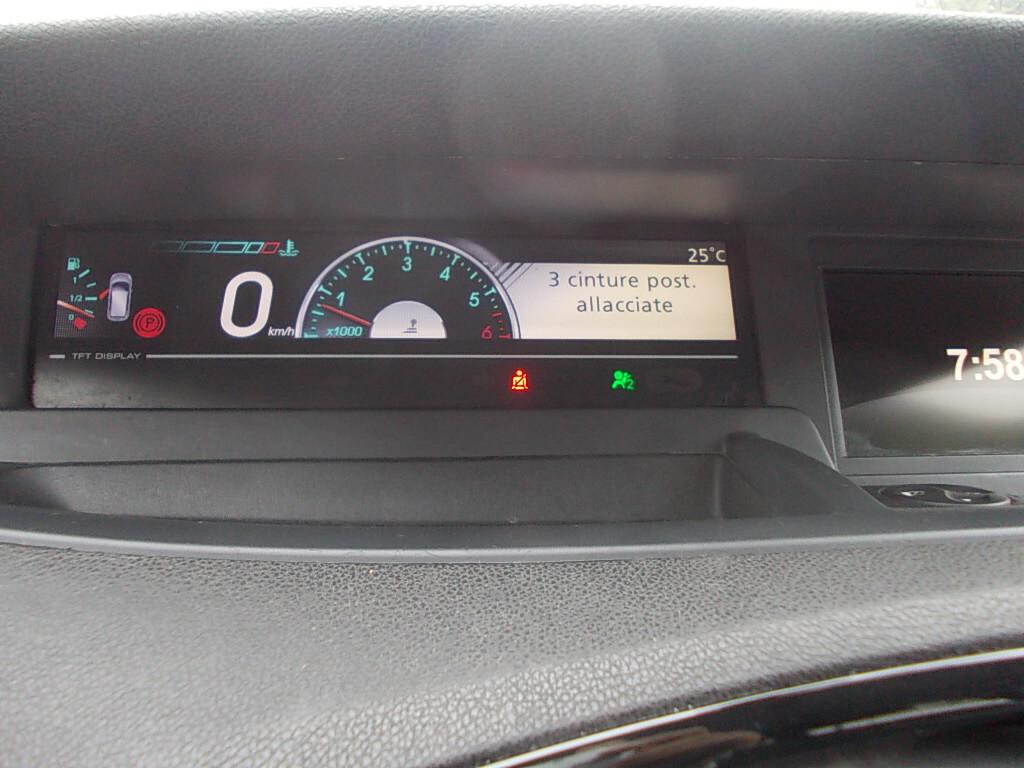 25°C
3 cinture post.
allacciate
1
1/2
0
P
0
km/h
1
2
3
4
5
6
x1000
TFT DISPLAY
2
7:58